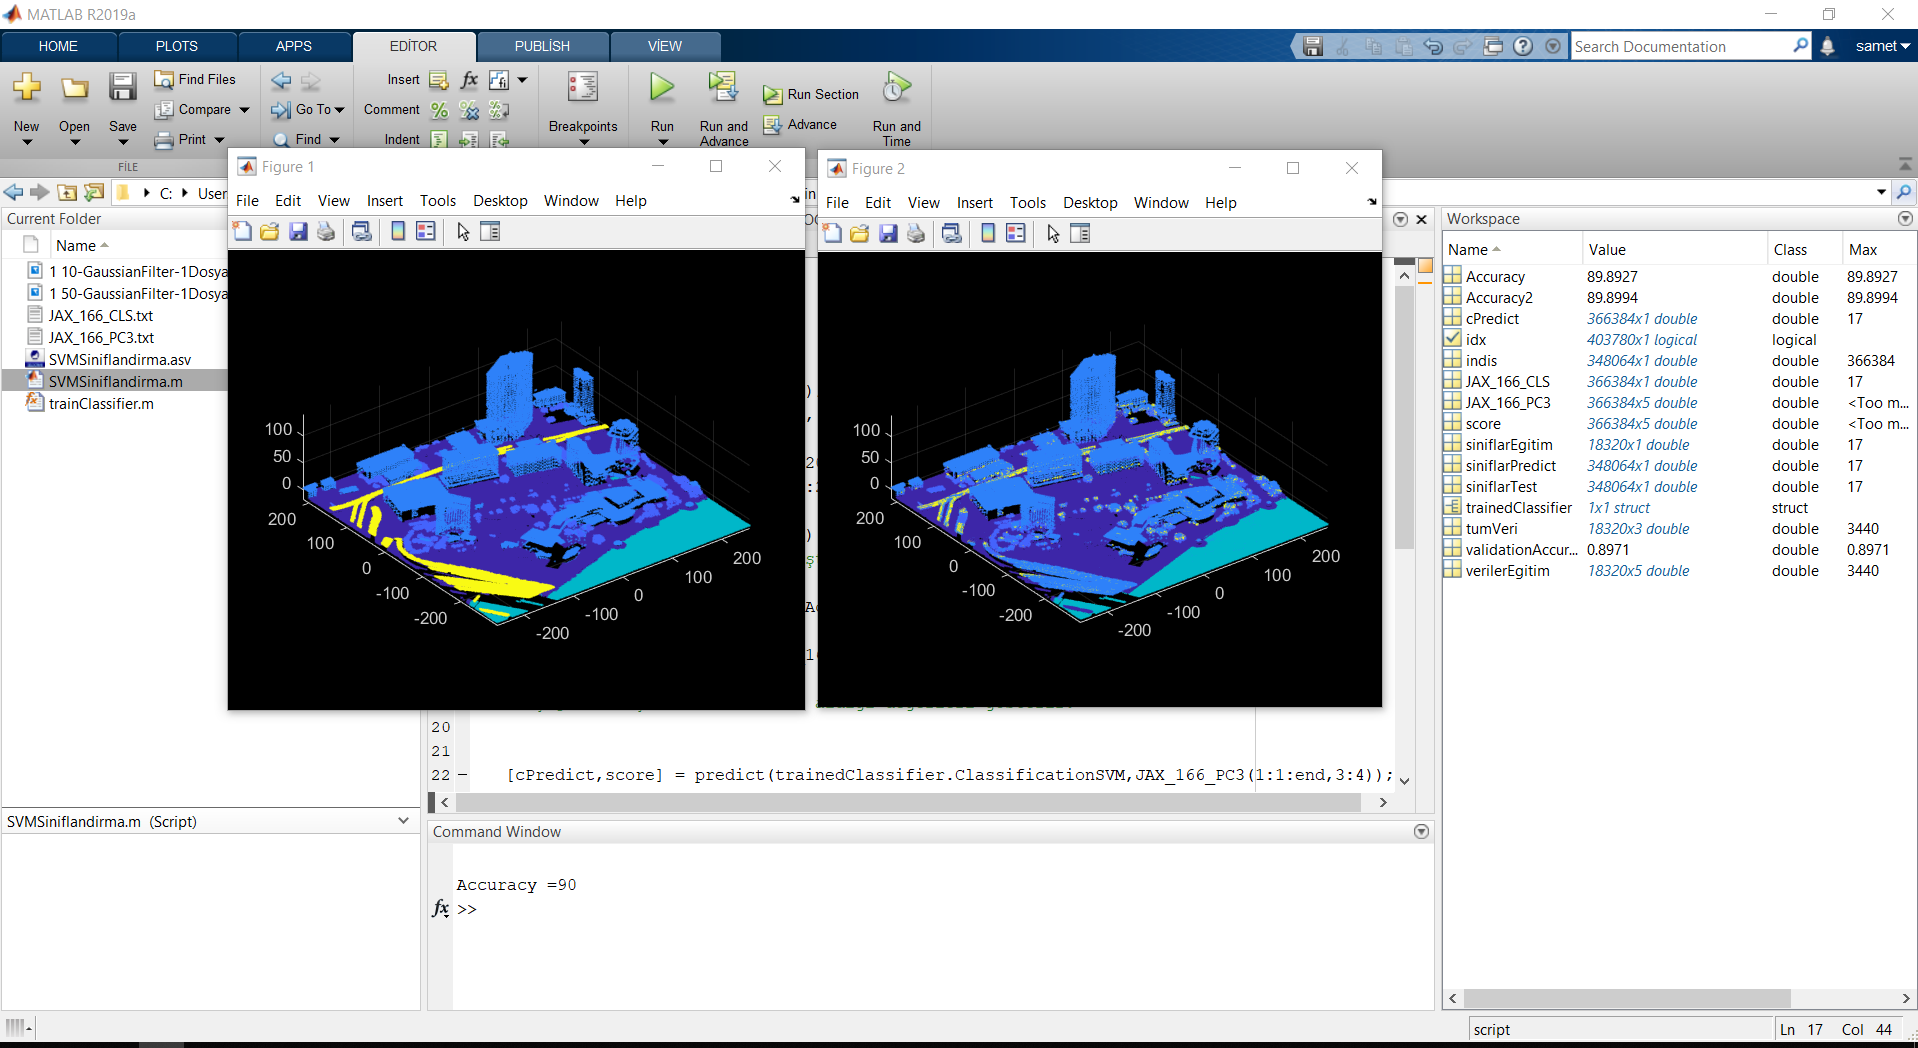 MATLAB R2019a
HOME PLOTS APPS EDİTOR PUBLİSH VİEW
Search Documentation samet
New Open Save Find Files Compare Print
Go To Find
Insert Comment Indent
Breakpoints Run Run and Advance Run Section Advance Run and Time
FİLE
C: User
Current Folder
Name
1 10-GaussianFilter-1Dosya
1 50-GaussianFilter-1Dosya
JAX_166_CLS.txt
JAX_166_PC3.txt
SVMSiniflandirma.asv
SVMSiniflandirma.m
trainClassifier.m
SVMSiniflandirma.m (Script)
Figure 1
File Edit View Insert Tools Desktop Window Help
100
50
0
200
100
0
-100
-200
200
100
0
-100
-200
Figure 2
File Edit View Insert Tools Desktop Window Help
100
50
0
200
100
0
-100
-200
200
100
0
-100
-200
20
21
22 [cPredict,score] = predict(trainedClassifier.ClassificationSVM,JAX_166_PC3(1:1:end,3:4));
Command Window
Accuracy =90
fx >>
Workspace
Name Value Class Max
Accuracy 89.8927 double 89.8927
Accuracy2 89.8994 double 89.8994
cPredict 366384x1 double double 17
idx 403780x1 logical logical
indis 348064x1 double double 366384
JAX_166_CLS 366384x1 double double 17
JAX_166_PC3 366384x5 double double <Too m...
score 366384x5 double double <Too m...
siniflarEgitim 18320x1 double double 17
siniflarPredict 348064x1 double double 17
siniflarTest 348064x1 double double 17
trainedClassifier 1x1 struct struct
tumVeri 18320x3 double double 3440
validationAccur... 0.8971 double 0.8971
verilerEgitim 18320x5 double double 3440
script Ln 17 Col 44